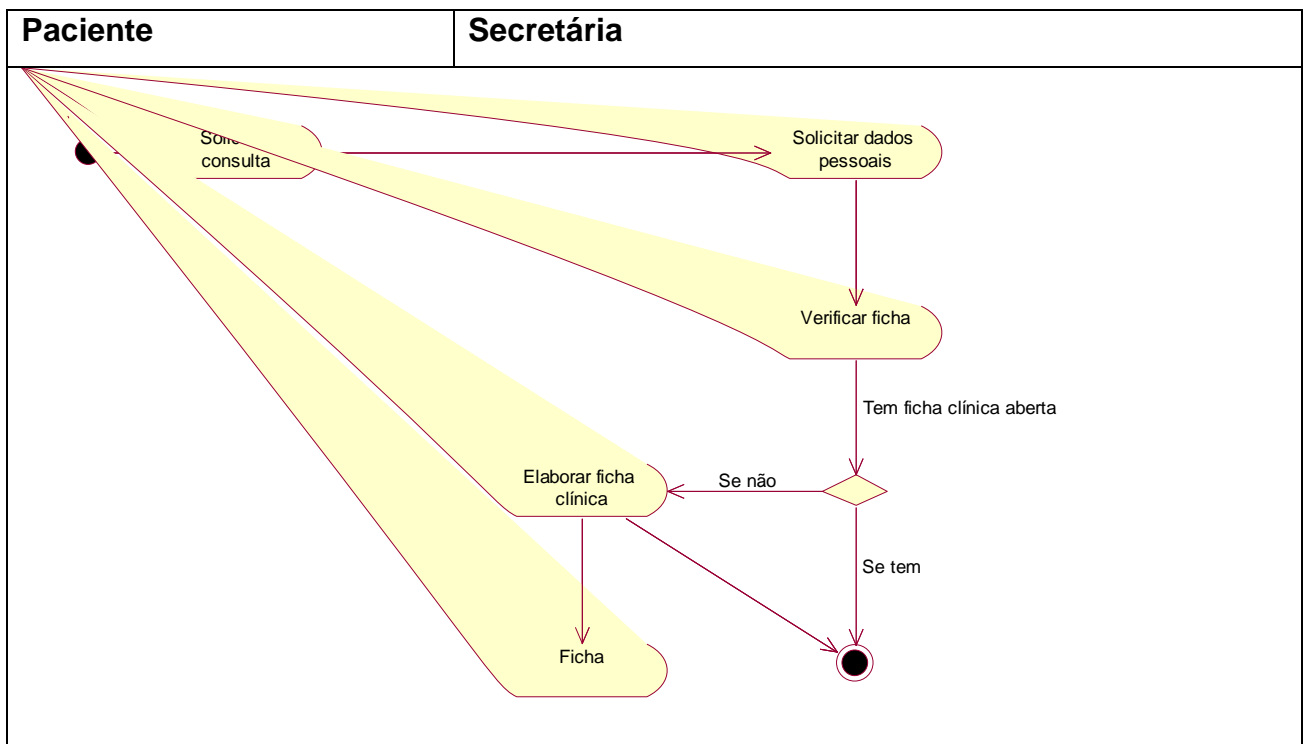 Paciente
Secretária
consulta
Solicitar dados
pessoais
Verificar ficha
Tem ficha clínica aberta
Elaborar ficha
clínica
Se não
Se tem
Ficha